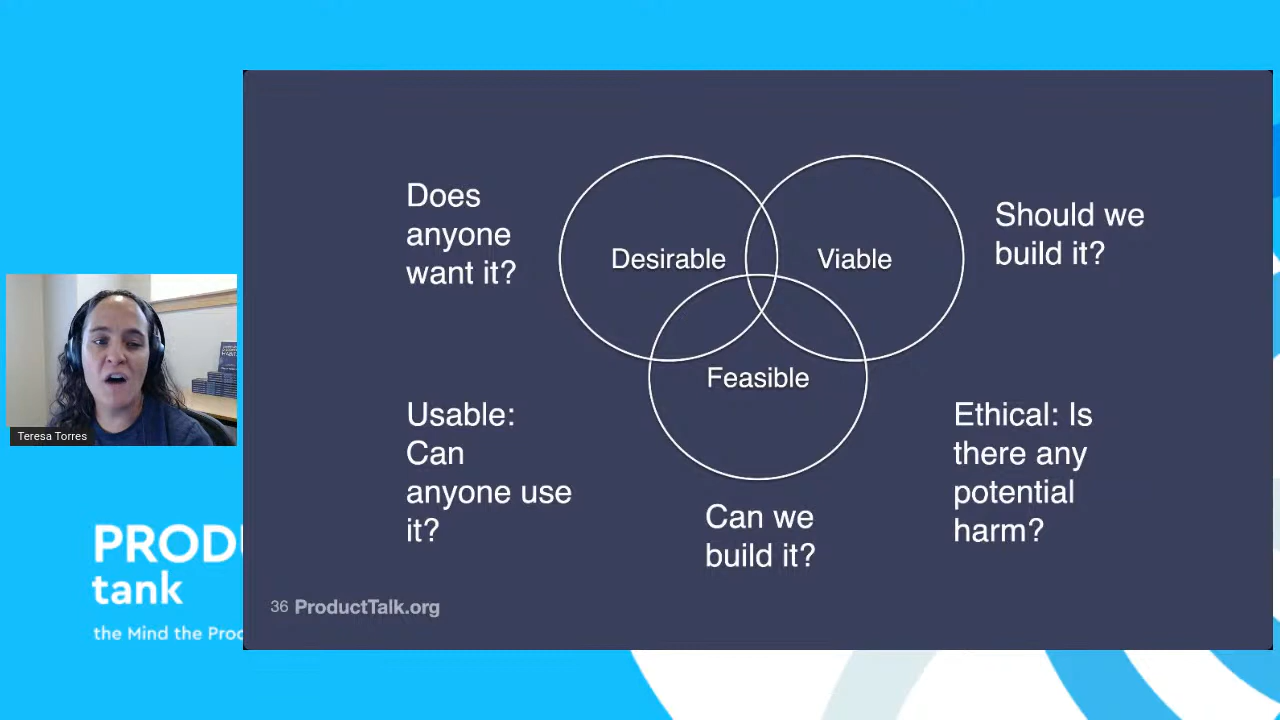 Does
anyone
want it?
Desirable
Viable
Should we
build it?
Feasible
Usable:
Can
anyone use
it?
Can we
build it?
Ethical: Is
there any
potential
harm?
36 ProductTalk.org
Teresa Torres
PRODU
tank
the Mind the Proc